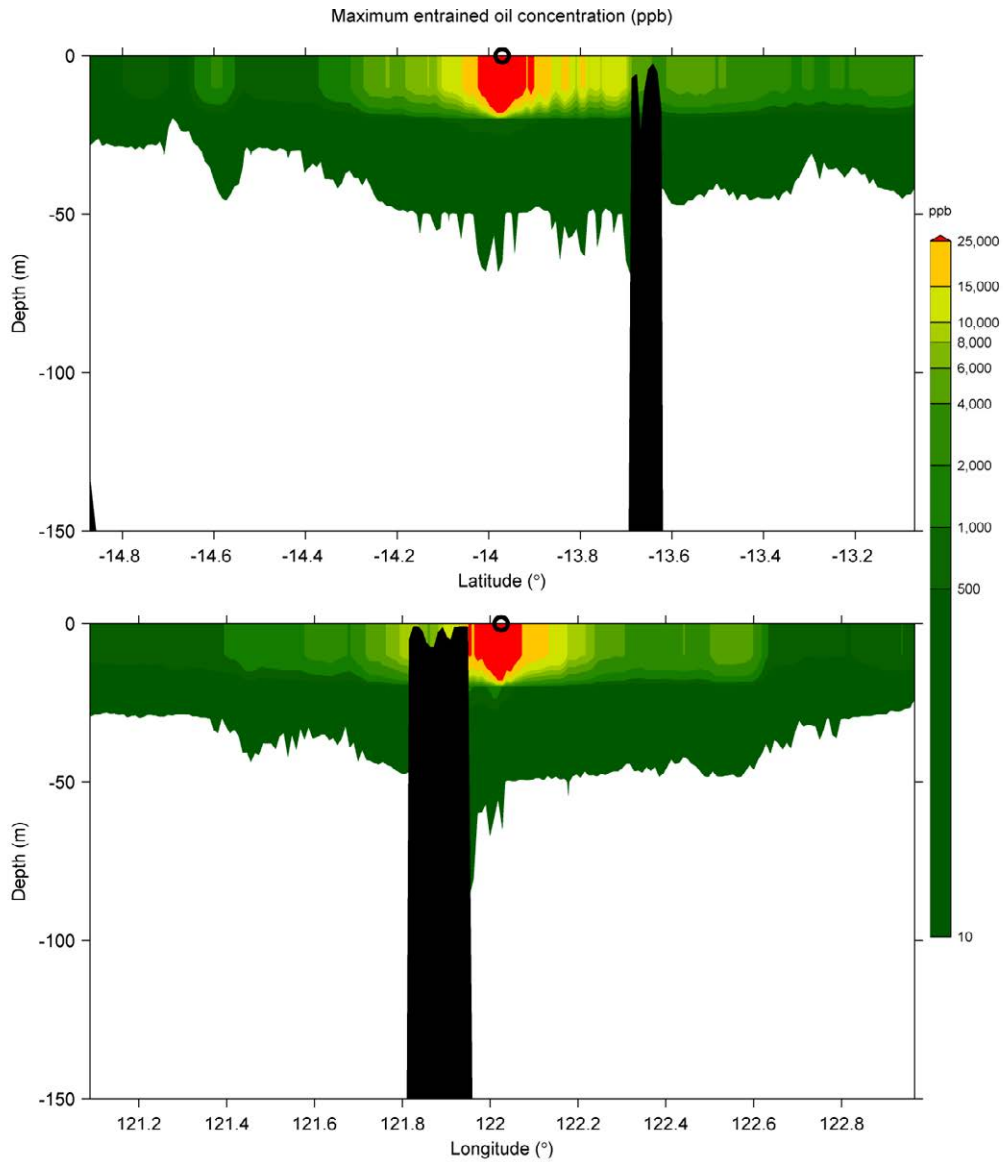 Maximum entrained oil concentration (ppb)
0
-50
-100
-150
Depth (m)
-14.8 -14.6 -14.4 -14.2 -14 -13.8 -13.6 -13.4 -13.2
Latitude (°)
ppb
25,000
15,000
10,000
8,000
6,000
4,000
2,000
1,000
500
10
0
-50
-100
-150
Depth (m)
121.2 121.4 121.6 121.8 122 122.2 122.4 122.6 122.8
Longitude (°)